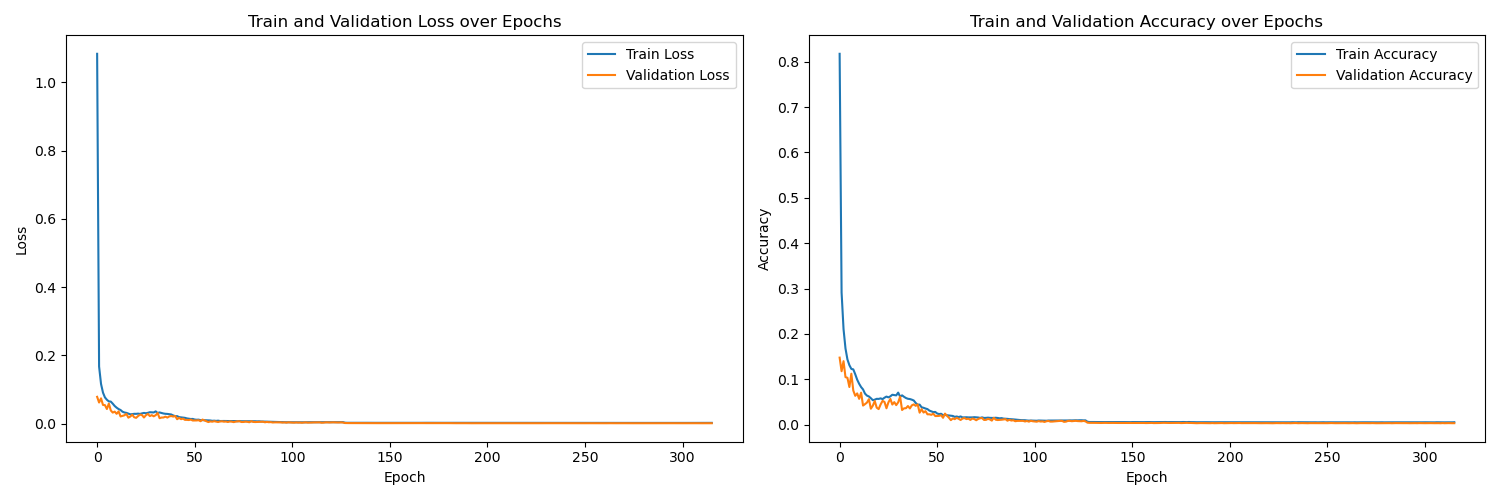 Train and Validation Loss over Epochs
Train Loss
Validation Loss
1.0
0.8
0.6
0.4
0.2
0.0
Loss
0
50
100
150
200
250
300
Epoch
Train and Validation Accuracy over Epochs
Train Accuracy
Validation Accuracy
0.8
0.7
0.6
0.5
0.4
0.3
0.2
0.1
0.0
Accuracy
0
50
100
150
200
250
300
Epoch